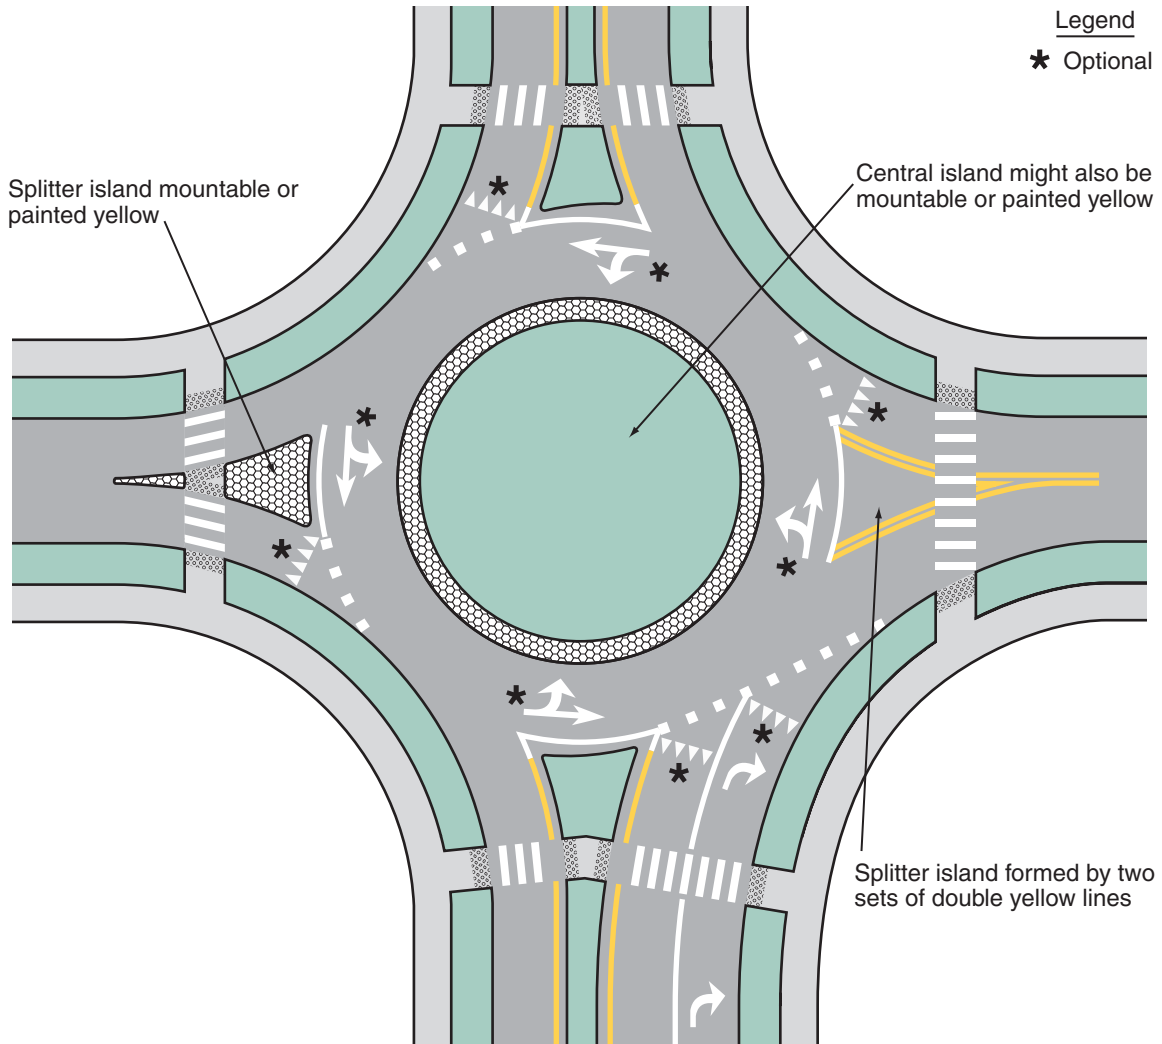 Legend
* Optional
Splitter island mountable or
painted yellow
Central island might also be
mountable or painted yellow
Splitter island formed by two
sets of double yellow lines